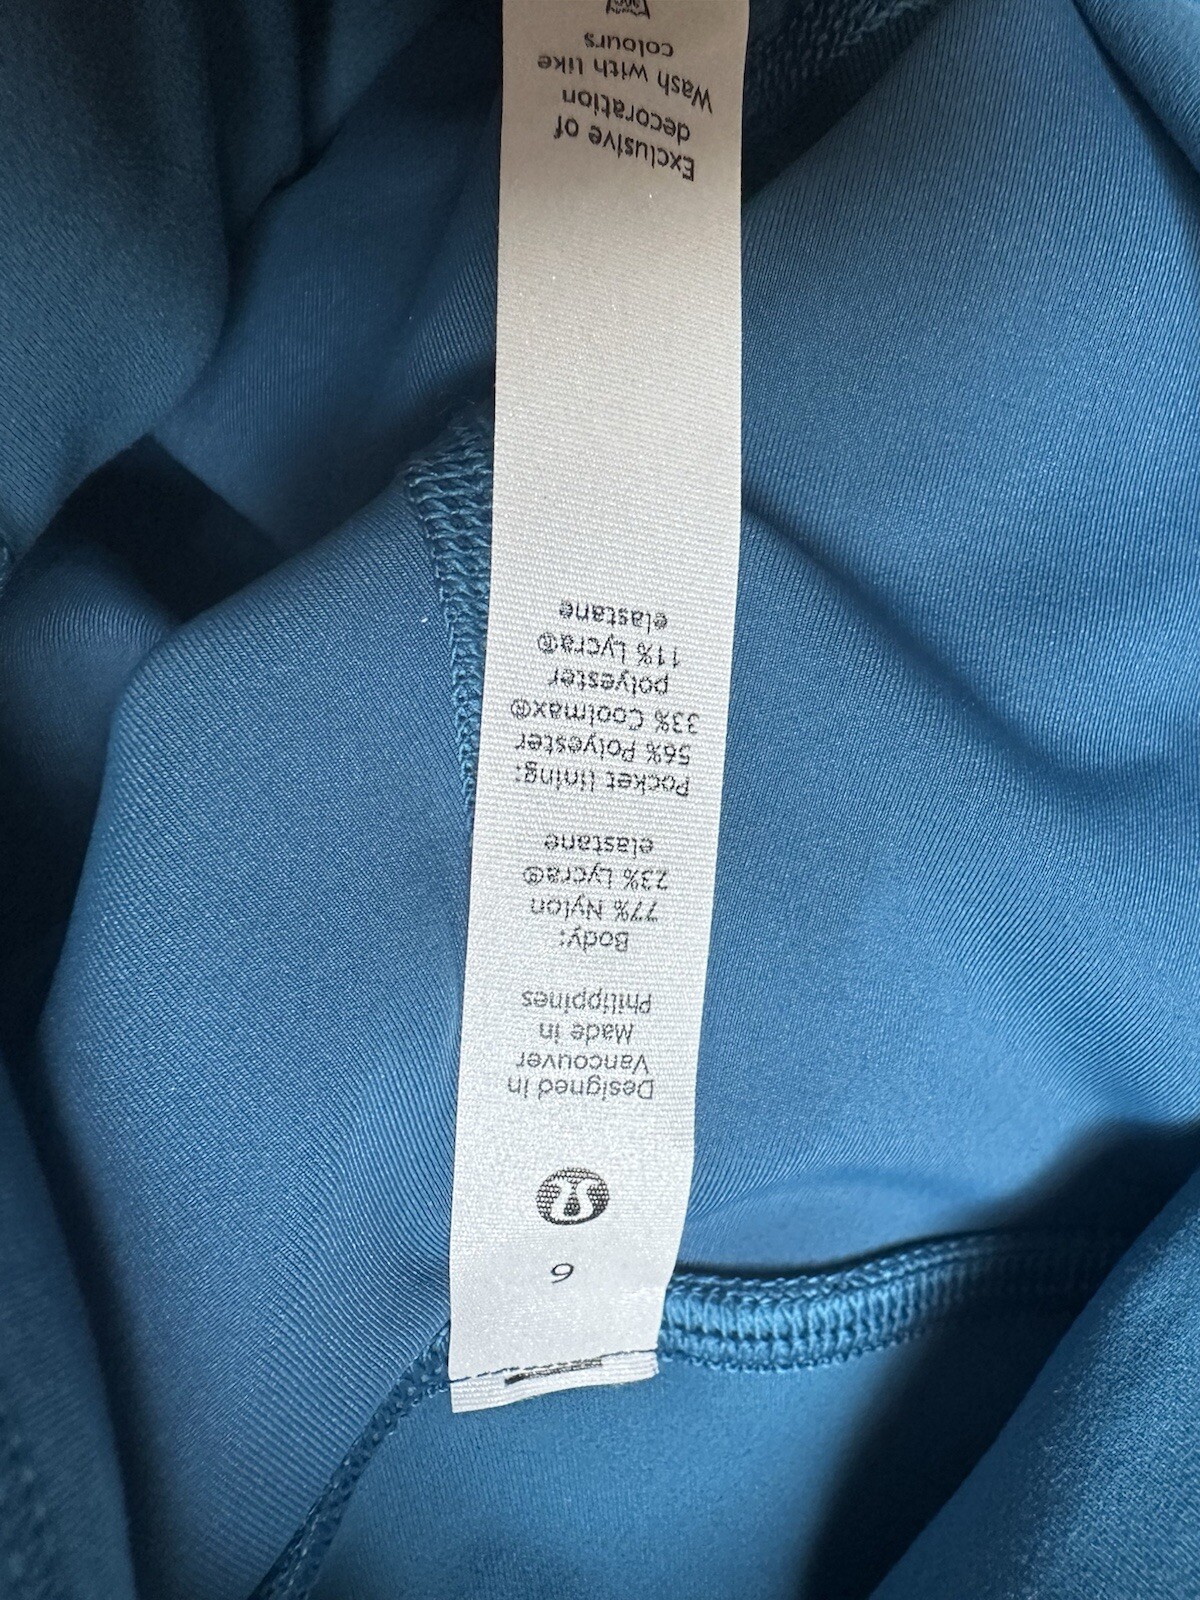 6
Designed in
Vancouver
Made in
Philippines
Body:
77% Nylon
23% Lycra®
elastane
Pocket lining:
56% Polyester
33% Coolmax®
polyester
11% Lycra®
elastane
Exclusive of
decoration
Wash with like
colours